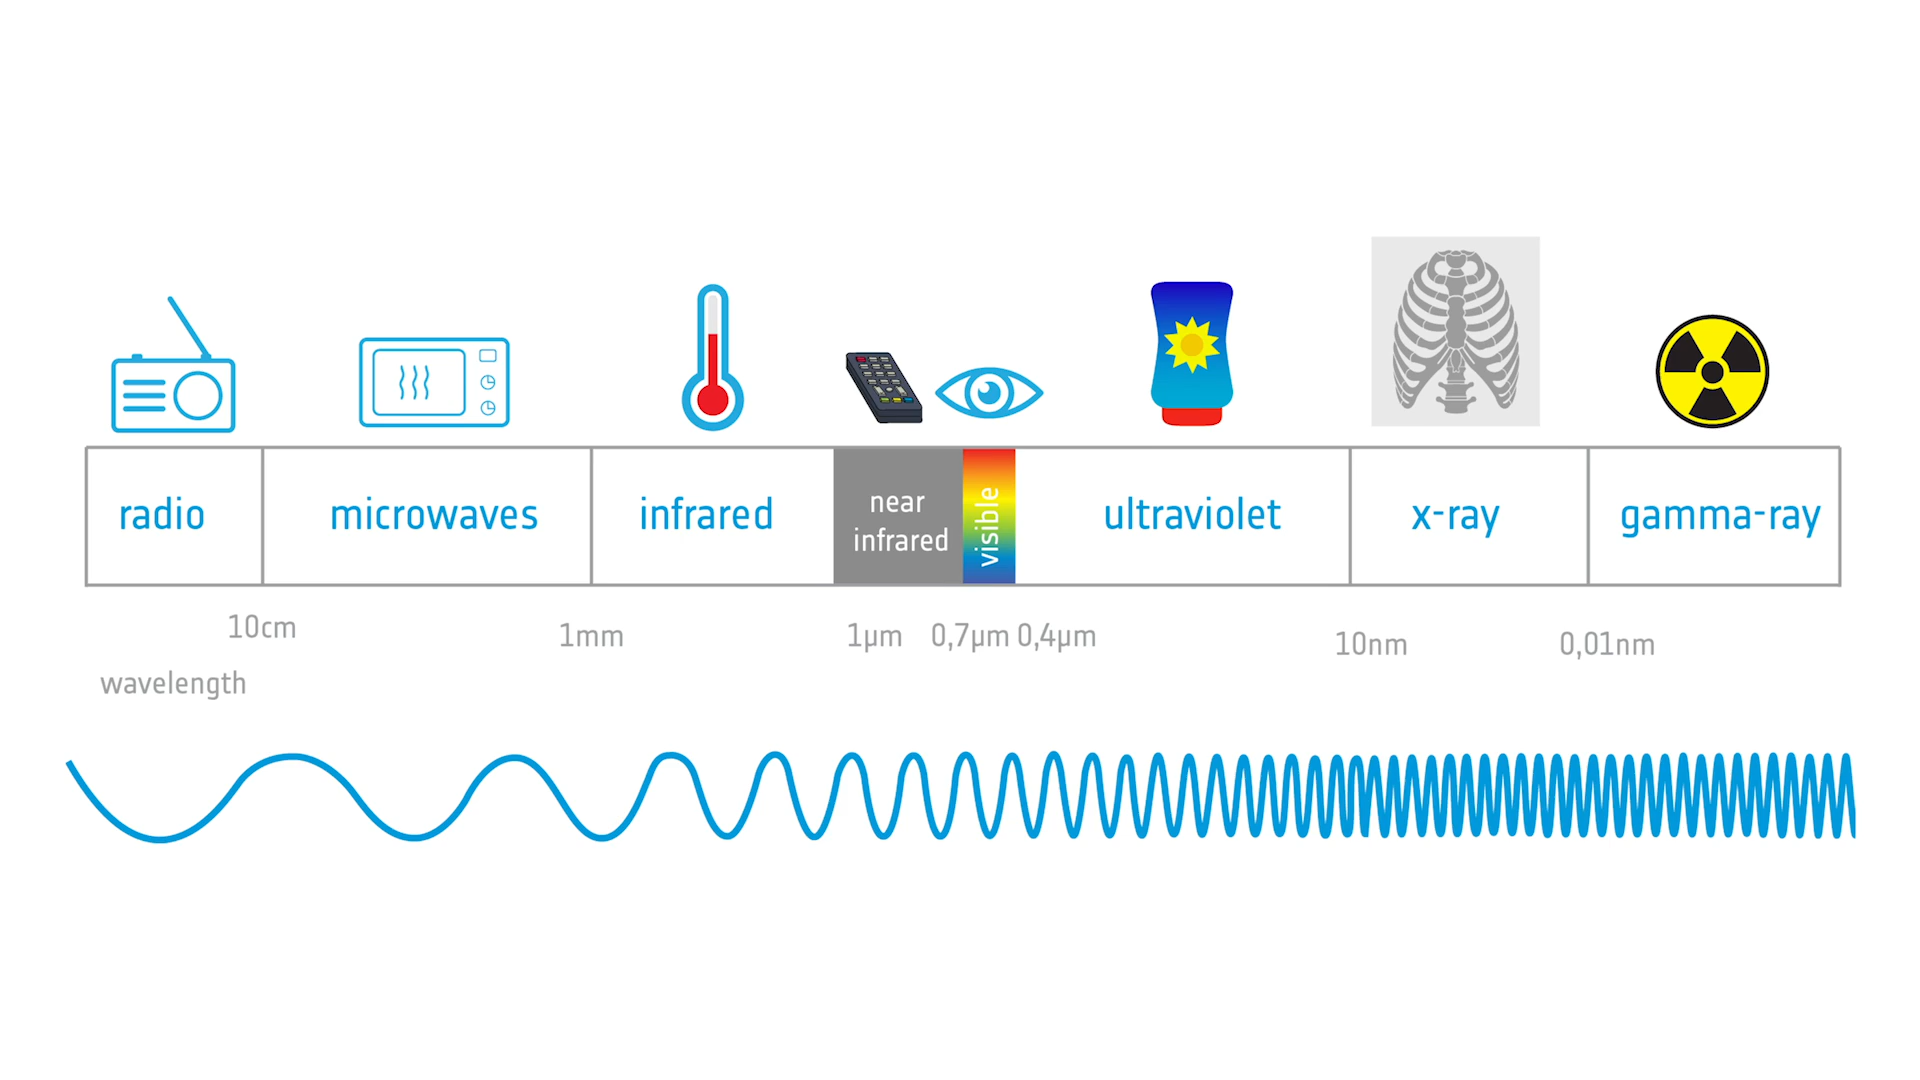 radio
microwaves
infrared
near
infrared
visible
ultraviolet
x-ray
gamma-ray
10cm
1mm
1µm
0,7µm
0,4µm
10nm
0,01nm
wavelength